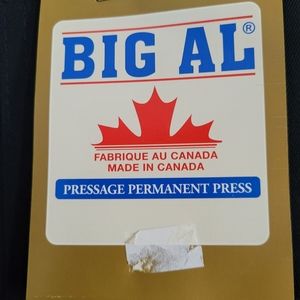 BIG AL®
FABRIQUE AU CANADA
MADE IN CANADA
PRESSAGE PERMANENT PRESS